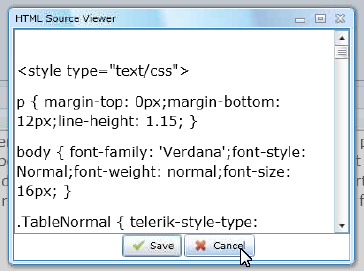 HTML Source Viewer
<style type="text/css">
p { margin-top: 0px;margin-bottom:
12px;line-height: 1.15; }
body { font-family: 'Verdana';font-style:
Normal;font-weight: normal;font-size:
16px; }
.TableNormal { telerik-style-type:
Save Cancel